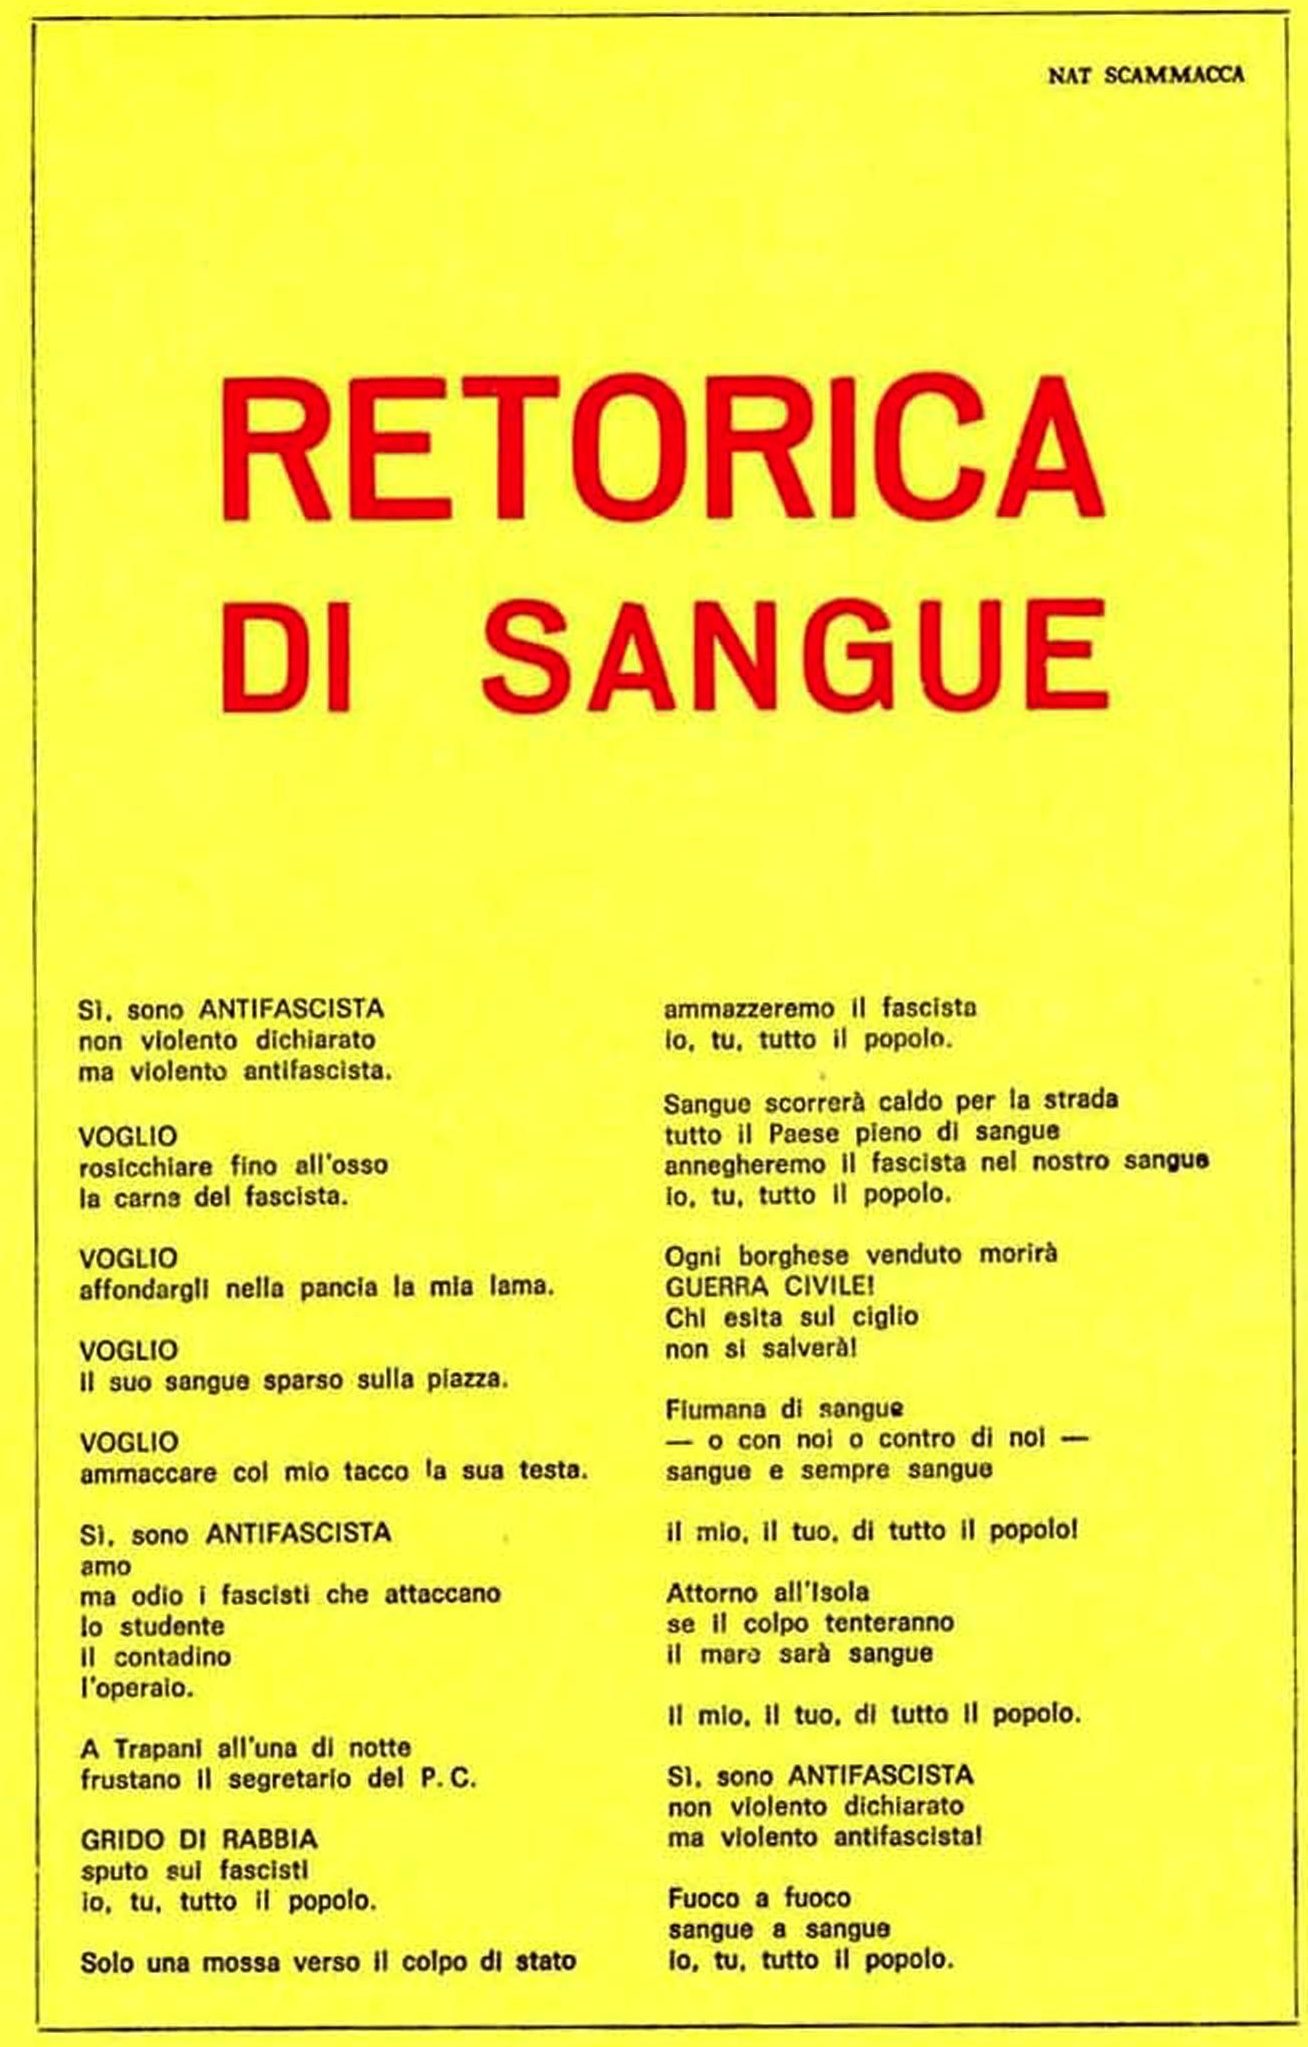 NAT SCAMMACCA
RETORICA
DI SANGUE
Sì, sono ANTIFASCISTA
non violento dichiarato
ma violento antifascista.
VOGLIO
rosicchiare fino all'osso
la carne del fascista.
VOGLIO
affondargli nella pancia la mia lama.
VOGLIO
il suo sangue sparso sulla piazza.
VOGLIO
ammaccare col mio tacco la sua testa.
Sì, sono ANTIFASCISTA
amo
ma odio i fascisti che attaccano
lo studente
il contadino
l'operaio.
A Trapani all'una di notte
frustano il segretario del P.C.
GRIDO DI RABBIA
sputo sui fascisti
io, tu, tutto il popolo.
Solo una mossa verso il colpo di stato
ammazzeremo il fascista
io, tu, tutto il popolo.
Sangue scorrerà caldo per la strada
tutto il Paese pieno di sangue
annegheremo il fascista nel nostro sangue
io, tu, tutto il popolo.
Ogni borghese venduto morirà
GUERRA CIVILE!
Chi esita sul ciglio
non si salverà!
Fiumana di sangue
— o con noi o contro di noi —
sangue e sempre sangue
il mio, il tuo, di tutto il popolo!
Attorno all'Isola
se il colpo tenteranno
il mare sarà sangue
il mio, il tuo, di tutto il popolo.
Sì, sono ANTIFASCISTA
non violento dichiarato
ma violento antifascista!
Fuoco a fuoco
sangue a sangue
io, tu, tutto il popolo.